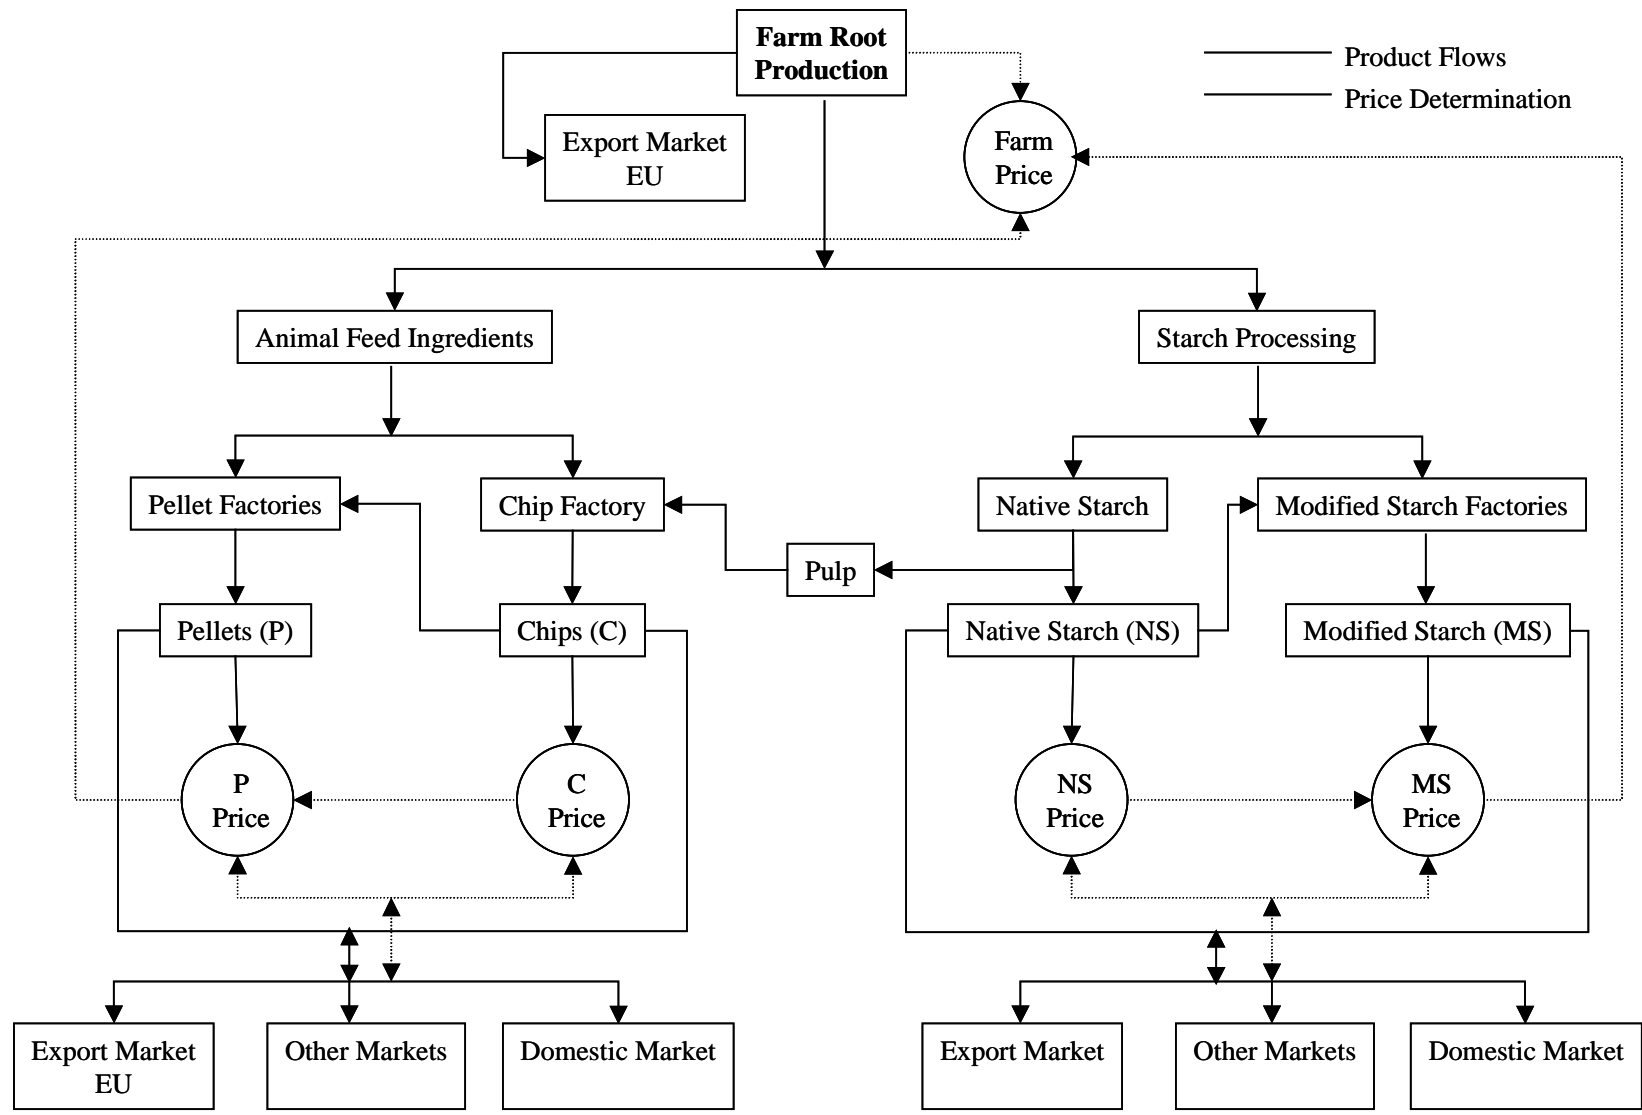 Farm Root
Production
Product Flows
Price Determination
Export Market
EU
Farm
Price
Animal Feed Ingredients
Starch Processing
Pellet Factories
Chip Factory
Native Starch
Modified Starch Factories
Pulp
Pellets (P)
Chips (C)
Native Starch (NS)
Modified Starch (MS)
P
Price
C
Price
NS
Price
MS
Price
Export Market
EU
Other Markets
Domestic Market
Export Market
Other Markets
Domestic Market